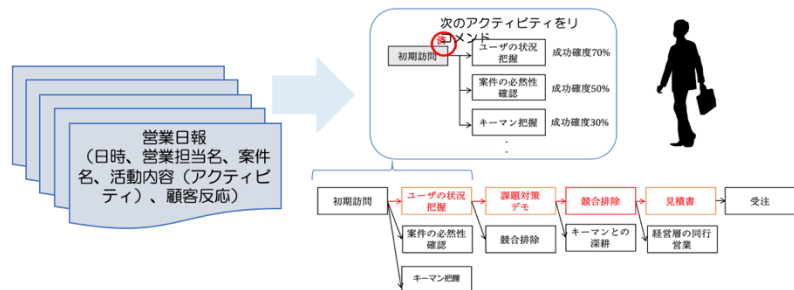 次のアクティビティをリ
コメンド
済
初期訪問
ユーザの状況
把握
成功確度70%
案件の必然性
確認
成功確度50%
キーマン把握
成功確度30%
営業日報
（日時、営業担当名、案件
名、活動内容（アクティビ
ティ）、顧客反応）
初期訪問
ユーザの状況
把握
課題対策
デモ
競合排除
見積書
受注
案件の必然性
確認
競合排除
キーマンとの
深耕
経営層の同行
営業
キーマン把握